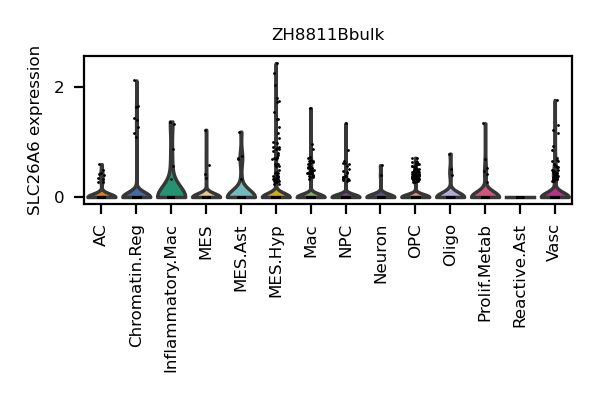 ZH8811Bbulk
SLC26A6 expression
2
0
AC
Chromatin.Reg
Inflammatory.Mac
MES
MES.Ast
MES.Hyp
Mac
NPC
Neuron
OPC
Oligo
Prolif.Metab
Reactive.Ast
Vasc